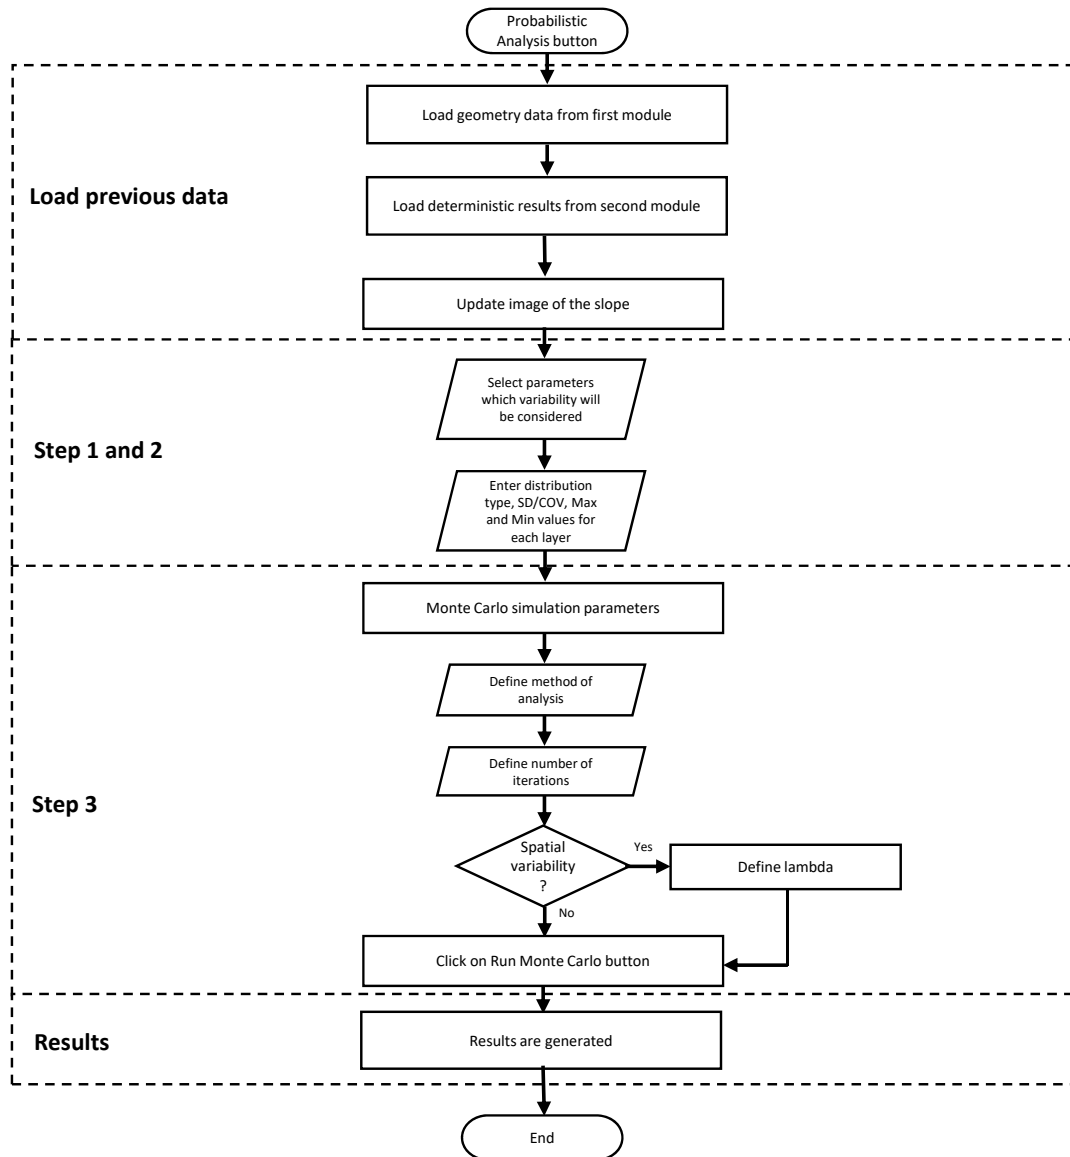 Probabilistic
Analysis button
Load geometry data from first module
Load previous data
Load deterministic results from second module
Update image of the slope
Select parameters
which variability will
be considered
Step 1 and 2
Enter distribution
type, SD/COV, Max
and Min values for
each layer
Monte Carlo simulation parameters
Define method of
analysis
Define number of
iterations
Step 3
Spatial
variability
?
Yes
Define lambda
No
Click on Run Monte Carlo button
Results
Results are generated
End